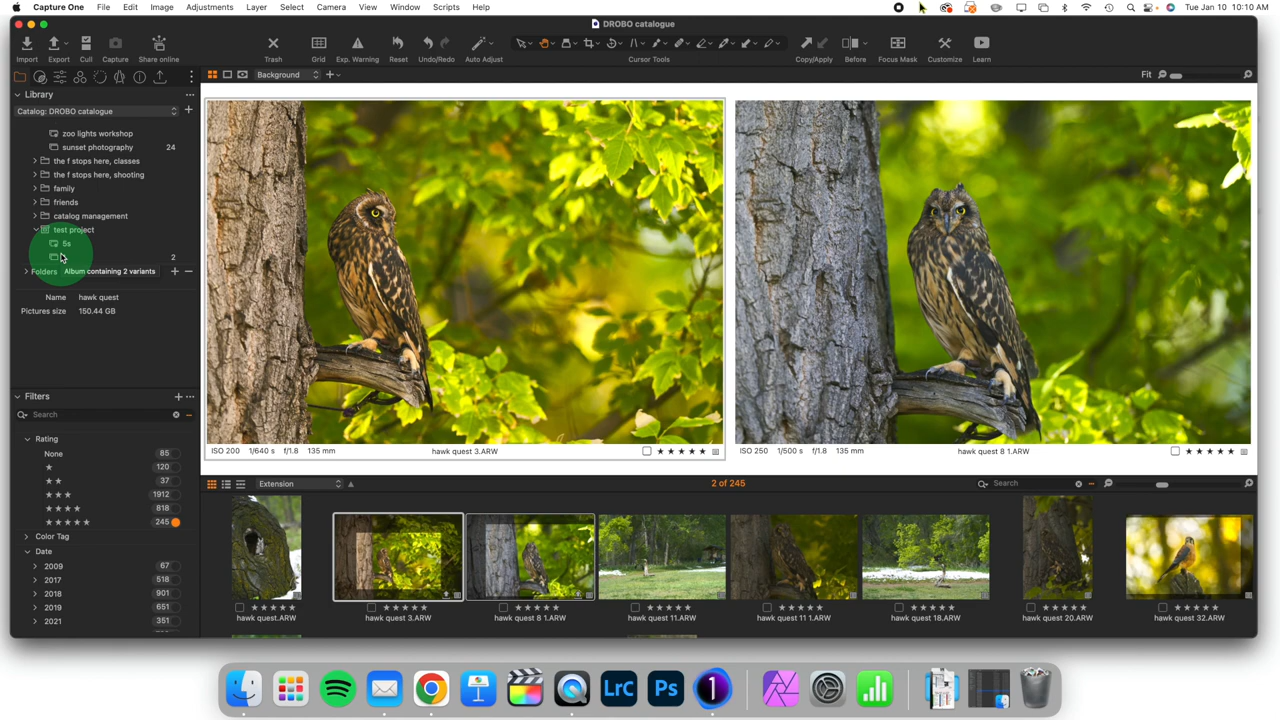 Capture One File Edit Image Adjustments Layer Select Camera View Window Scripts Help Tue Jan 10 10:10 AM
DROBO catalogue
Import Export Cull Capture Share online Trash Grid Exp. Warning Reset Undo/Redo Auto Adjust Cursor Tools Copy/Apply Before Focus Mask Customize Learn
Background Fit
Library
Catalog: DROBO catalogue
zoo lights workshop
sunset photography 24
the f stops here, classes
the f stops here, shooting
family
friends
catalog management
test project
5s
2
Folders Album containing 2 variants
Name hawk quest
Pictures size 150.44 GB
ISO 200 1/640 s f/1.8 135 mm hawk quest 3.ARW
ISO 250 1/500 s f/1.8 135 mm hawk quest 8 1.ARW
Filters
Search
Rating
None 85
★ 120
★★ 37
★★★ 1912
★★★★ 818
★★★★★ 245
Color Tag
Date
2009 67
2017 518
2018 901
2019 651
2021 351
Extension 2 of 245 Search
hawk quest.ARW hawk quest 3.ARW hawk quest 8 1.ARW hawk quest 11.ARW hawk quest 11 1.ARW hawk quest 18.ARW hawk quest 20.ARW hawk quest 32.ARW
LrC Ps 1